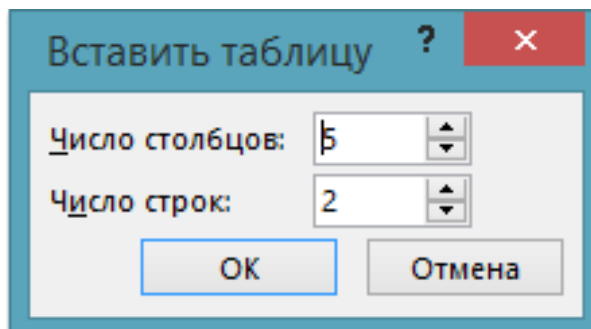 Вставить таблицу ?
Число столбцов: 5
Число строк: 2
ОК Отмена